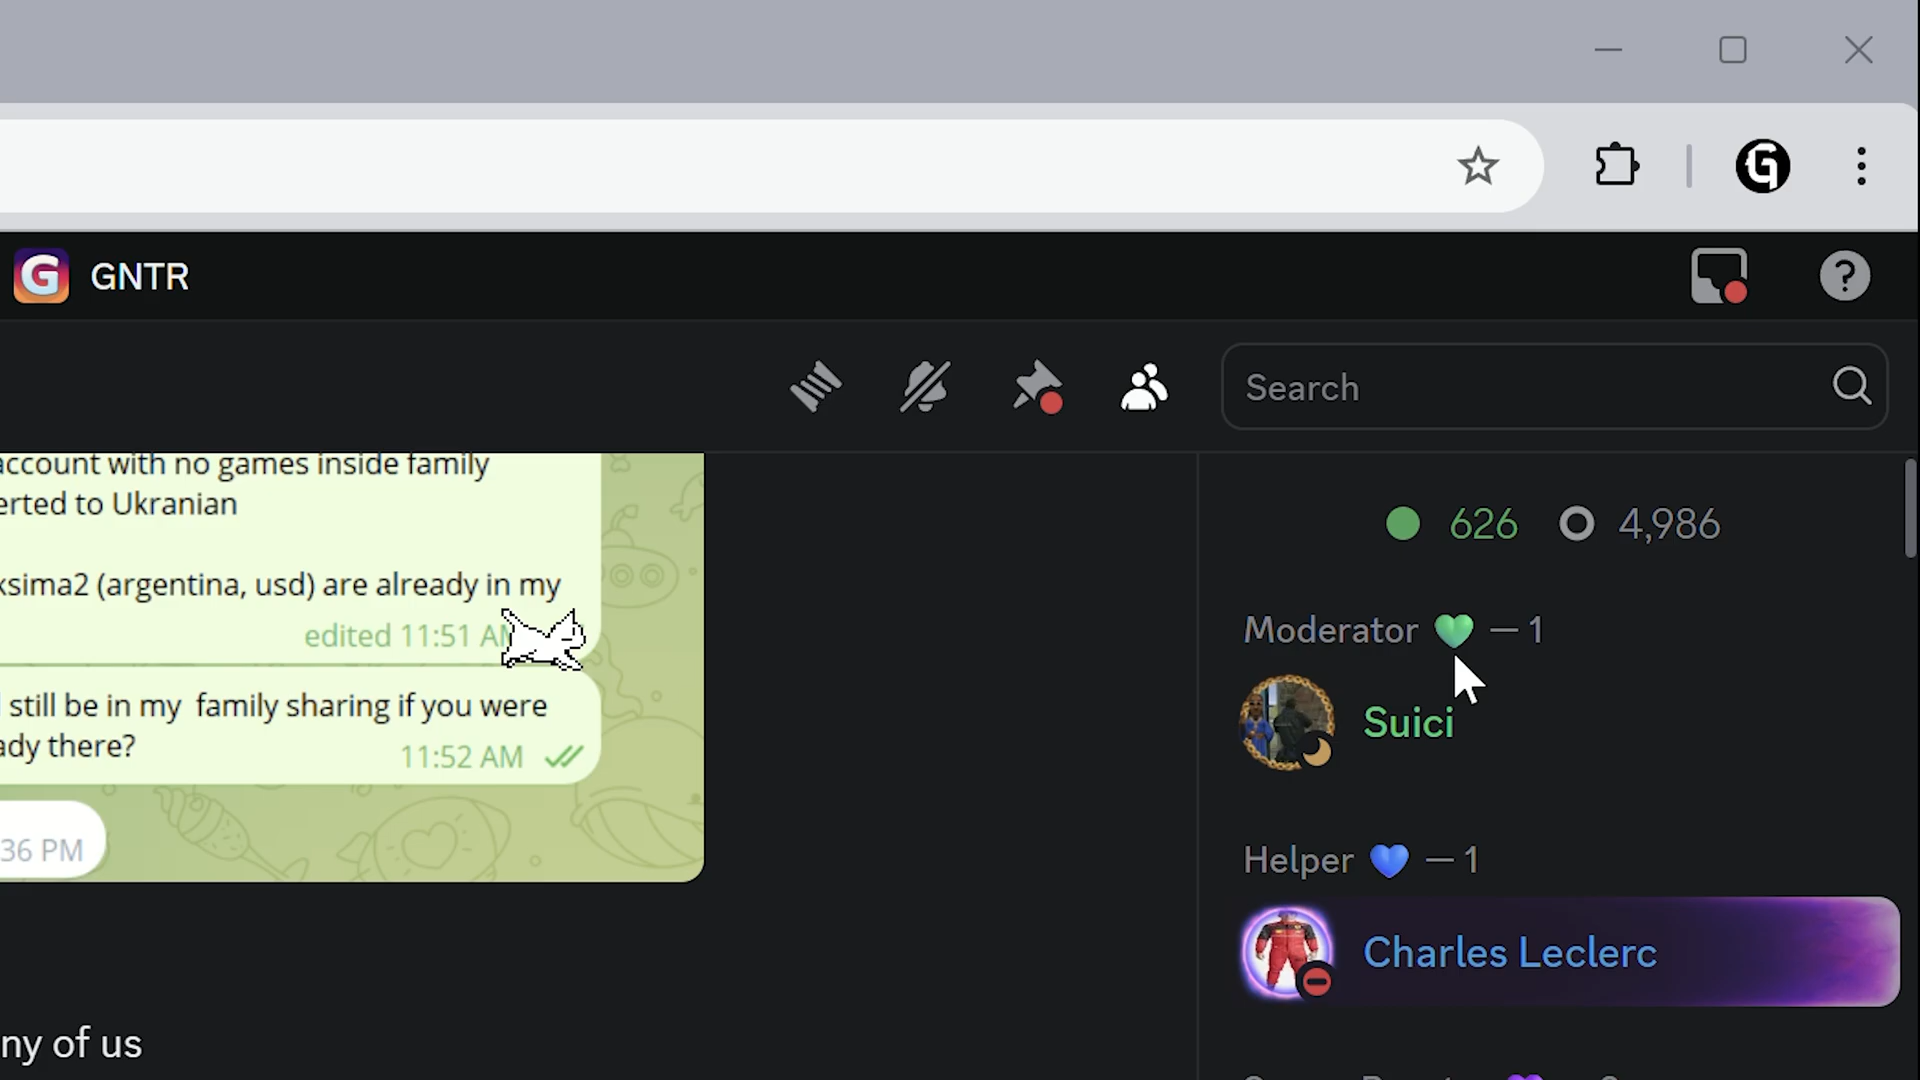 GNTR
Search
account with no games inside family
erted to Ukranian
ksima2 (argentina, usd) are already in my
edited 11:51 AM
still be in my family sharing if you were
ady there?
11:52 AM
36 PM
ny of us
626 4,986
Moderator 💚 — 1
Suici
Helper 💙 — 1
Charles Leclerc